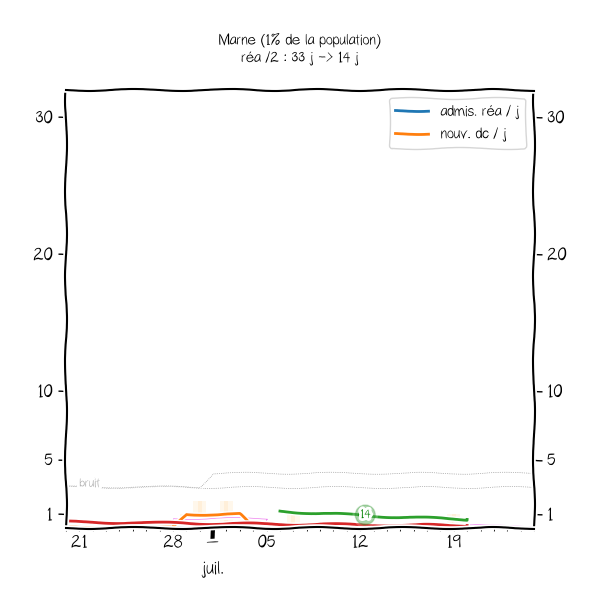 Marne (1% de la population)
réa /2 : 33 j -> 14 j
admis. réa / j
nouv. dc / j
30
30
20
20
10
10
5
5
bruit
1
14
1
21
28
05
12
19
juil.